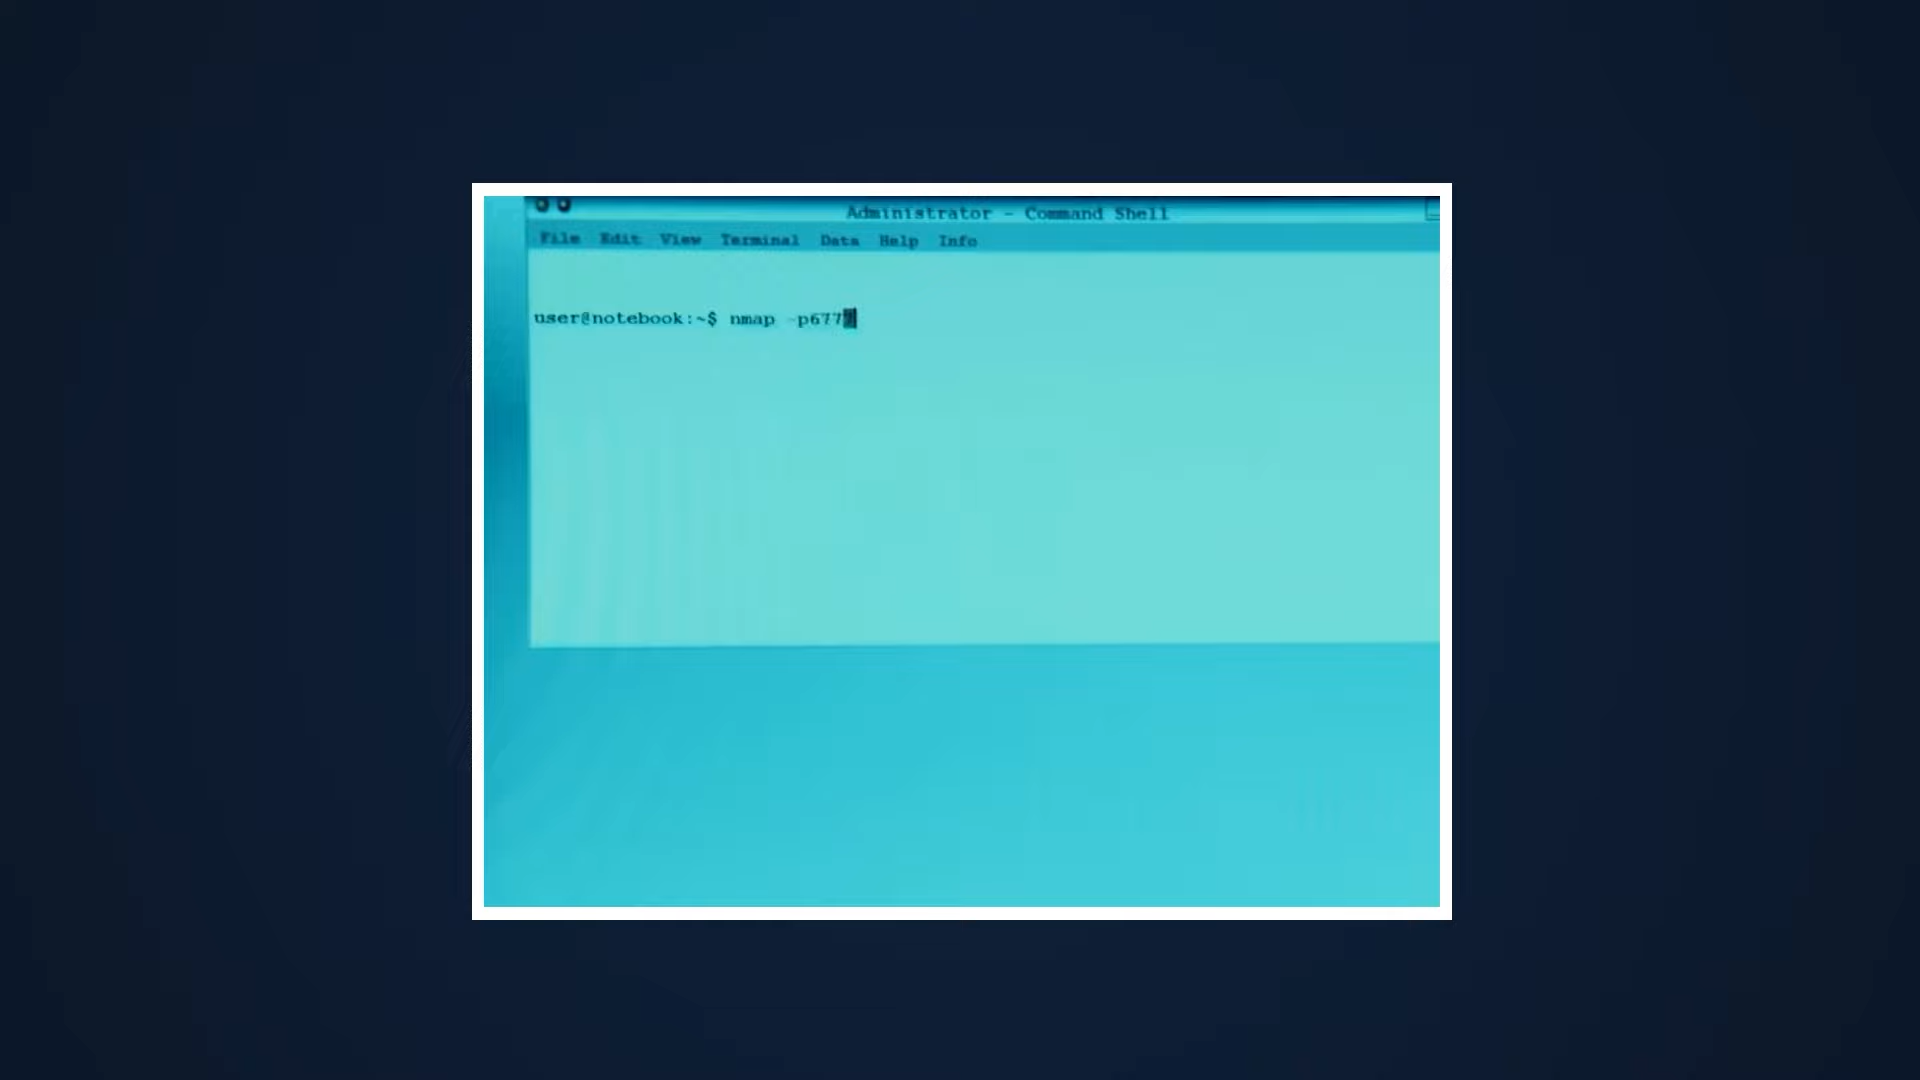 Administrator - Command Shell
File Edit View Terminal Data Help Info
user@notebook:~$ nmap -p677